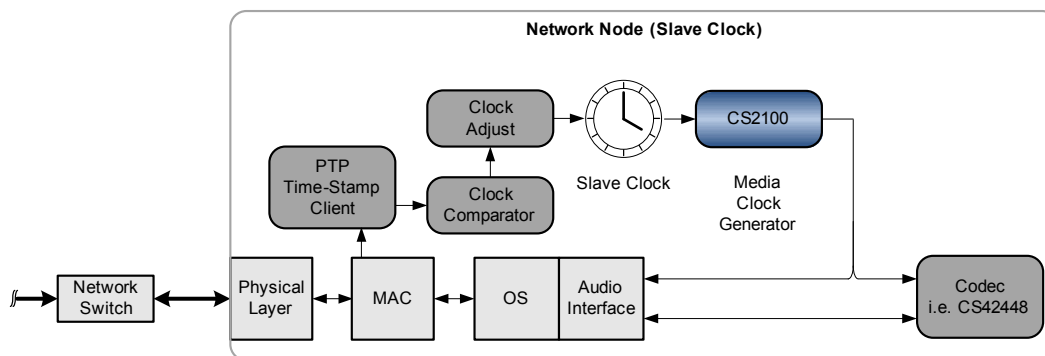 Network Node (Slave Clock)
Clock
Adjust
CS2100
PTP
Time-Stamp
Client
Clock
Comparator
Slave Clock
Media
Clock
Generator
Network
Switch
Physical
Layer
MAC
OS
Audio
Interface
Codec
i.e. CS42448